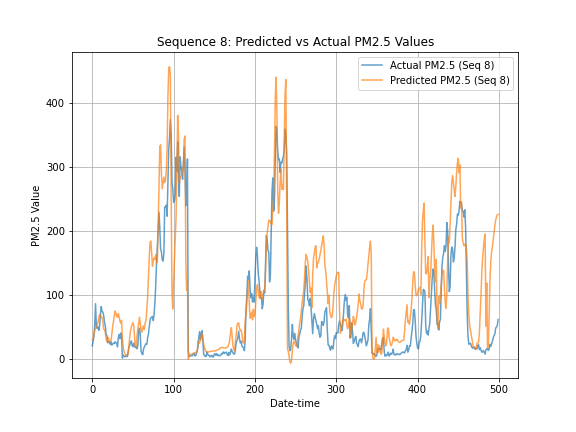 Sequence 8: Predicted vs Actual PM2.5 Values
Actual PM2.5 (Seq 8)
Predicted PM2.5 (Seq 8)
400
300
200
100
0
PM2.5 Value
0 100 200 300 400 500
Date-time